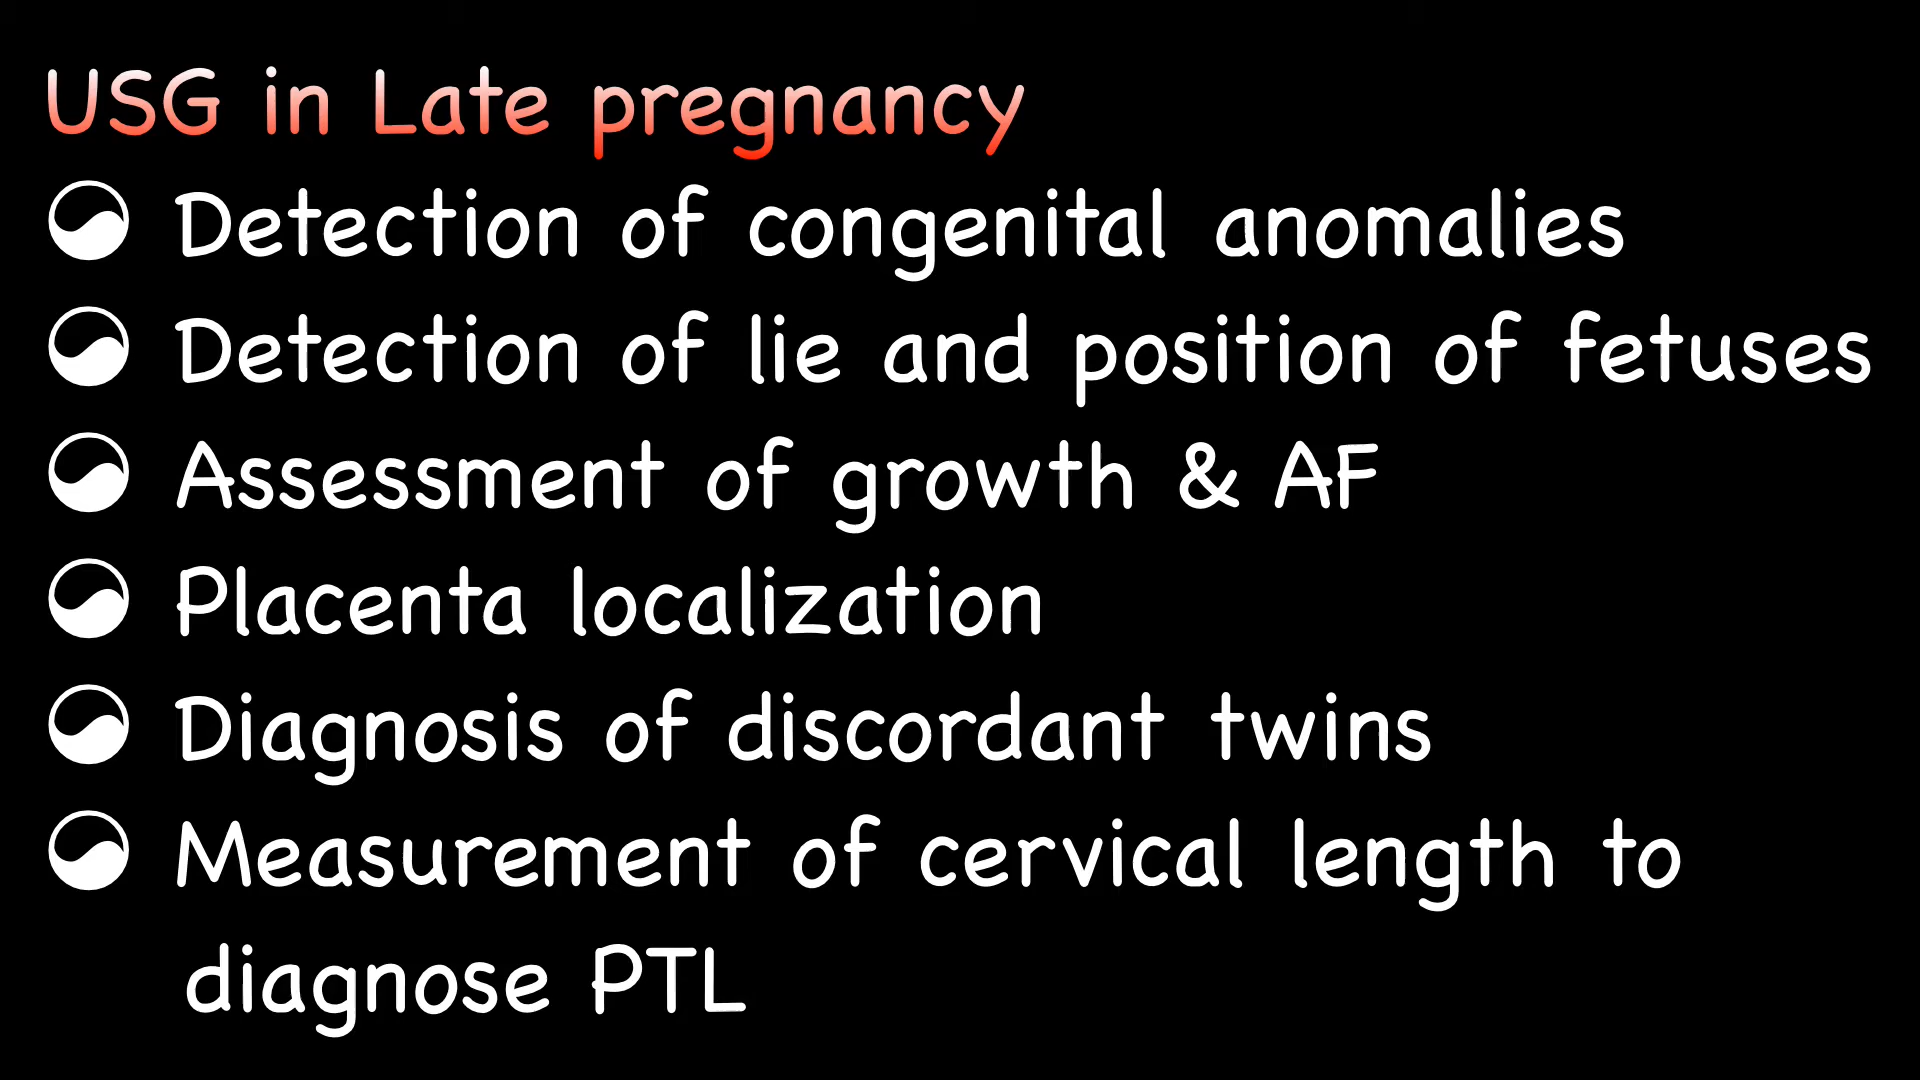 USG in Late pregnancy
Detection of congenital anomalies
Detection of lie and position of fetuses
Assessment of growth & AF
Placenta localization
Diagnosis of discordant twins
Measurement of cervical length to
diagnose PTL